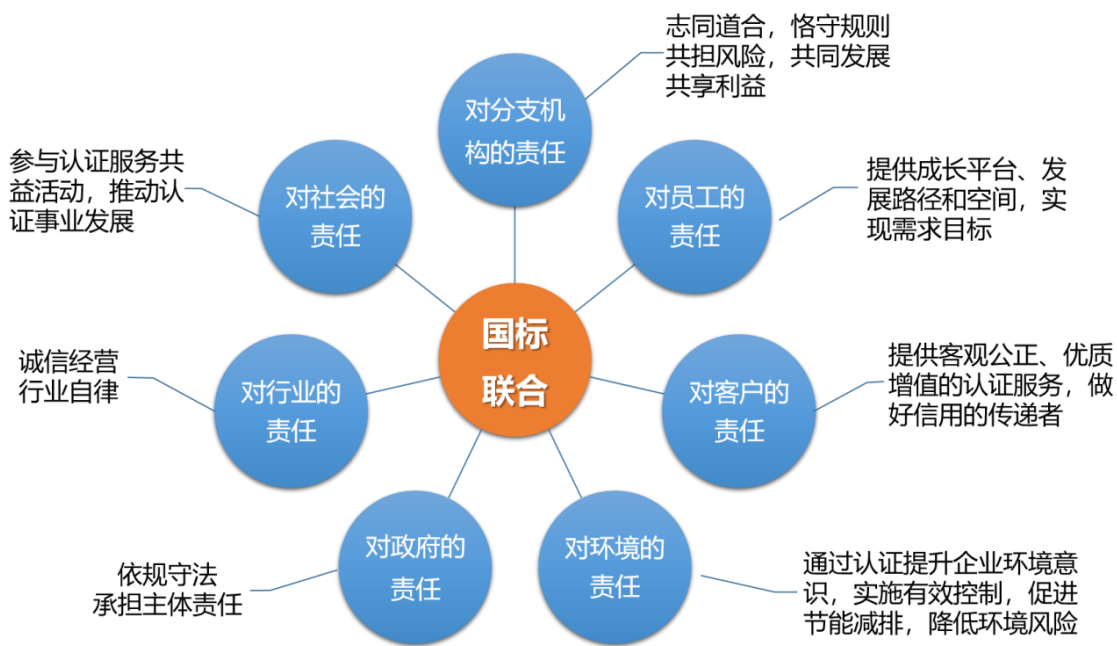 志同道合，恪守规则
共担风险，共同发展
共享利益
对分支机
构的责任
参与认证服务共
益活动，推动认
证事业发展
对社会的
责任
对员工的
责任
提供成长平台、发
展路径和空间，实
现需求目标
国标
联合
诚信经营
行业自律
对行业的
责任
对客户的
责任
提供客观公正、优质
增值的认证服务，做
好信用的传递者
依规守法
承担主体责任
对政府的
责任
对环境的
责任
通过认证提升企业环境意
识，实施有效控制，促进
节能减排，降低环境风险